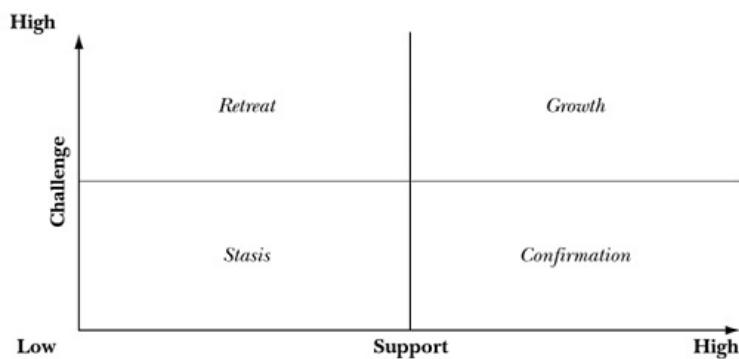 High
Retreat
Growth
Challenge
Stasis
Confirmation
Low
Support
High